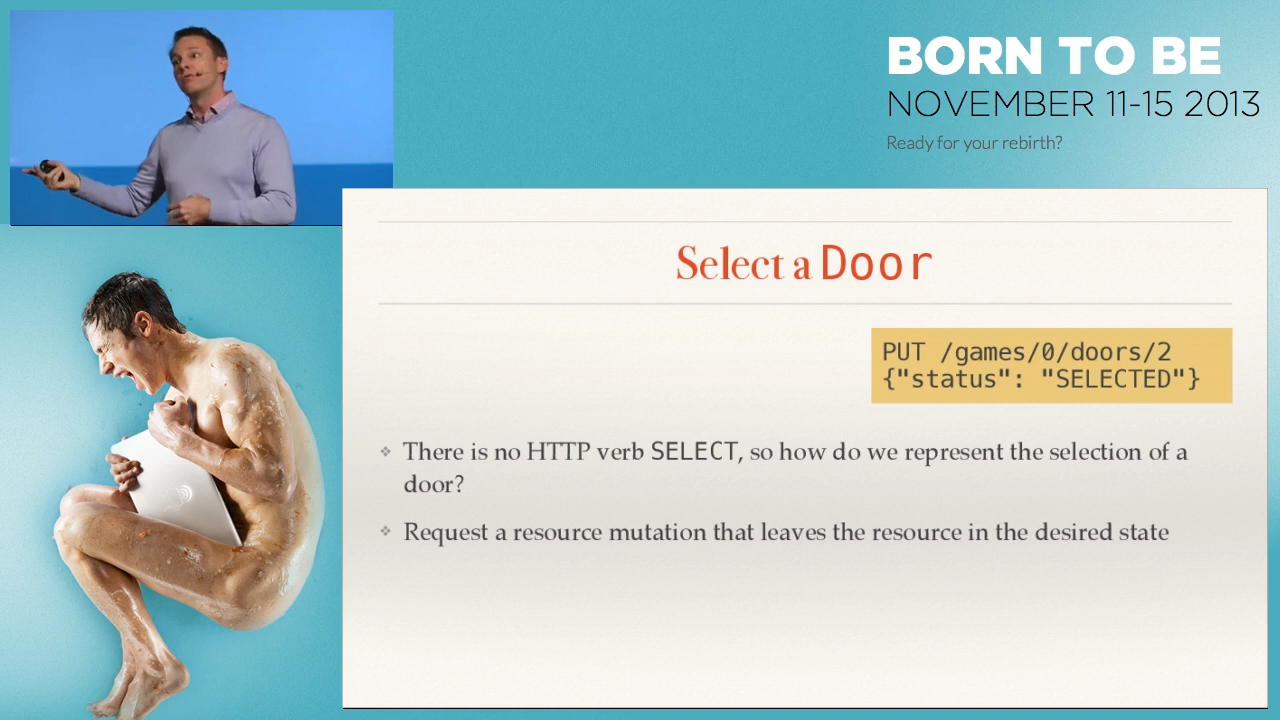 BORN TO BE
NOVEMBER 11-15 2013
Ready for your rebirth?
Select a Door
PUT /games/0/doors/2
{"status": "SELECTED"}
There is no HTTP verb SELECT, so how do we represent the selection of a
door?
Request a resource mutation that leaves the resource in the desired state